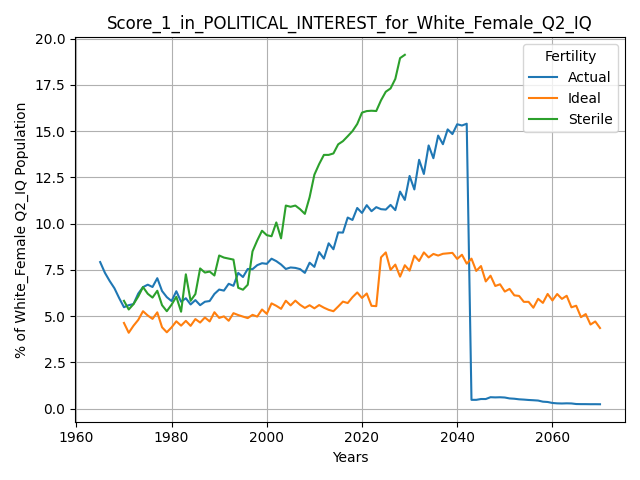 Score_1_in_POLITICAL_INTEREST_for_White_Female_Q2_IQ
% of White_Female Q2_IQ Population
20.0
17.5
15.0
12.5
10.0
7.5
5.0
2.5
0.0
Fertility
Actual
Ideal
Sterile
1960
1980
2000
2020
2040
2060
Years